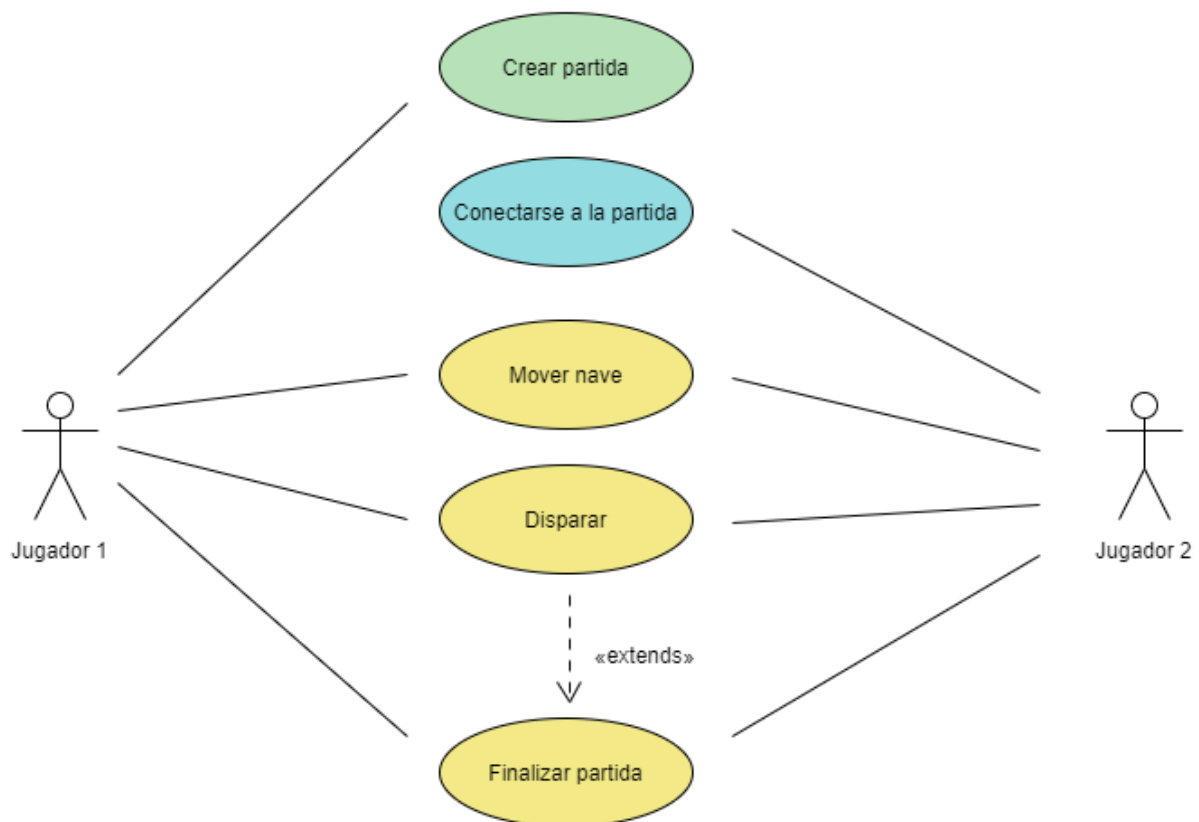 Crear partida
Conectarse a la partida
Mover nave
Disparar
Jugador 1
Jugador 2
«extends»
Finalizar partida